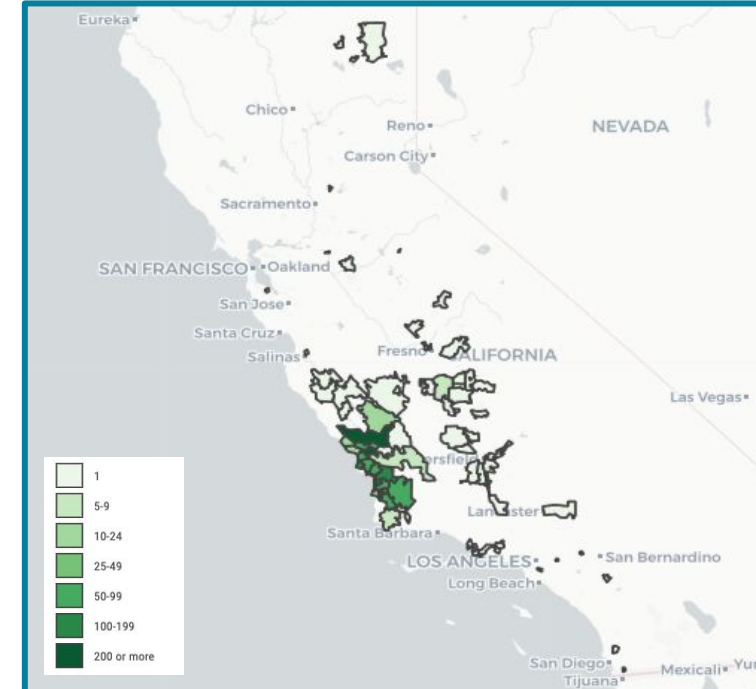 Eureka
Chico
Reno
NEVADA
Carson City
Sacramento
SAN FRANCISCO
Oakland
San Jose
Santa Cruz
Salinas
Fresno
CALIFORNIA
Las Vegas
ersfield
Lancaster
Santa Barbara
LOS ANGELES
San Bernardino
Long Beach
San Diego
Mexicali
Yu
Tijuana
1
5-9
10-24
25-49
50-99
100-199
200 or more